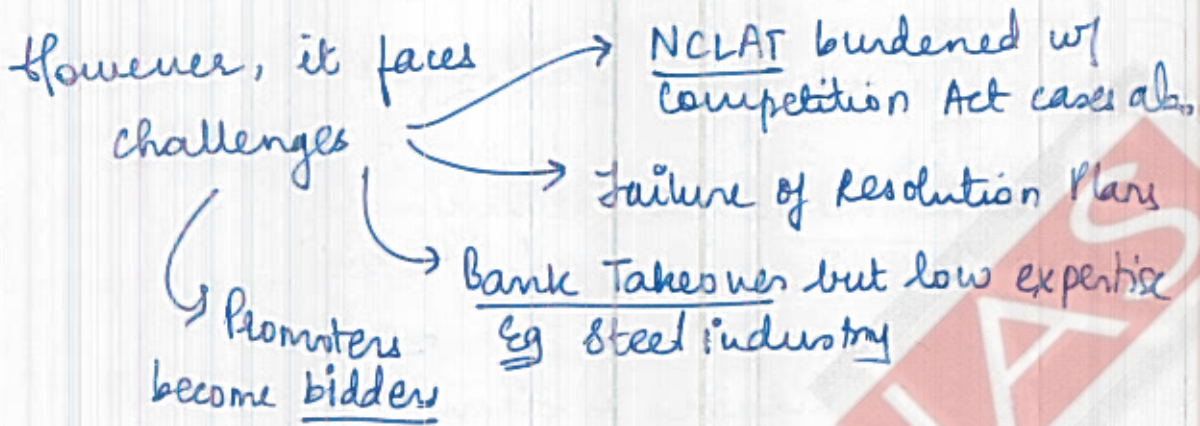 However, it faces
challenges
NCLAT burdened w/
Competition Act cases also
Failure of Resolution Plans
Bank Takeover but low expertise
Eg Steel industry
Promoters
become bidders
IAS